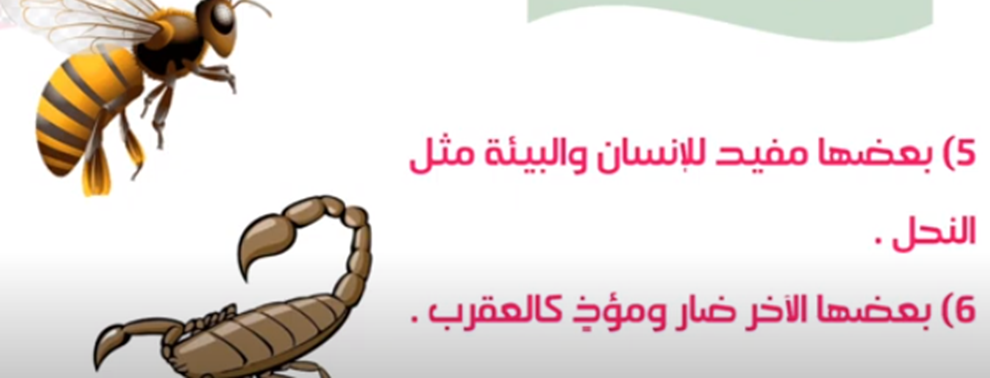 5) بعضها مفيد للإنسان والبيئة مثل
النحل .
6) بعضها الآخر ضار ومؤذٍ كالعقرب .